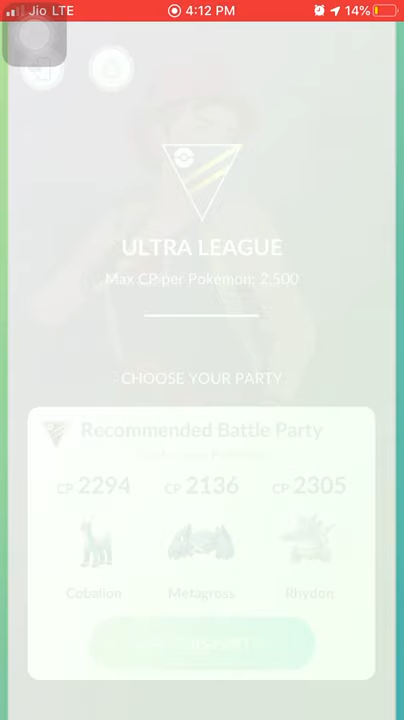 Jio LTE 4:12 PM 14%
ULTRA LEAGUE
Max CP per Pokemon: 2,500
CHOOSE YOUR PARTY
Recommended Battle Party
CP 2294 CP 2136 CP 2305
Cobalion Metagross Rhydon